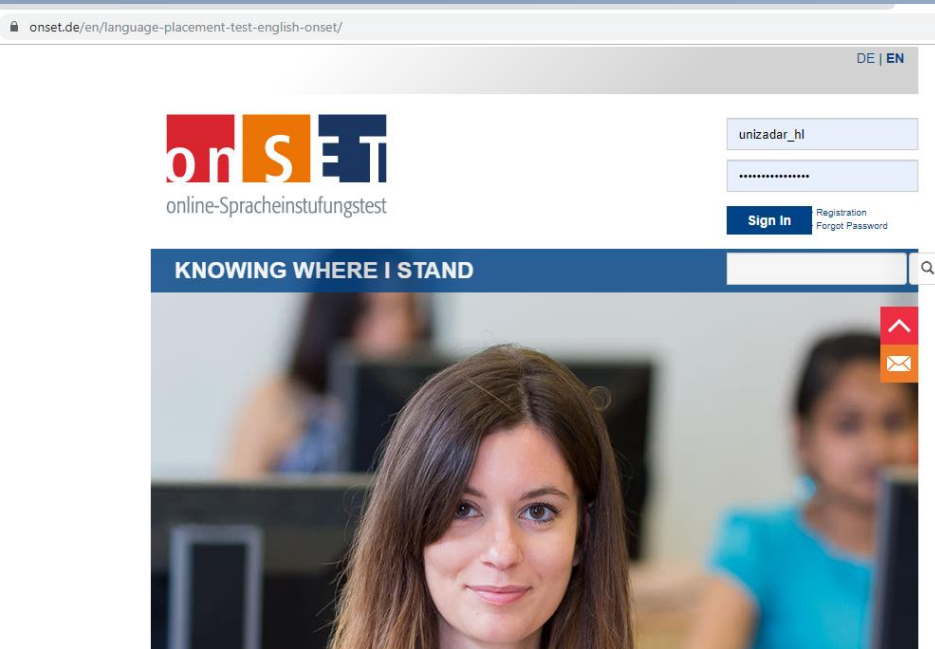 onset.de/en/language-placement-test-english-onset/
DE | EN
onSET
online-Spracheinstufungstest
unizadar_hl
••••••••••••••••
Sign In
Registration
Forgot Password
KNOWING WHERE I STAND